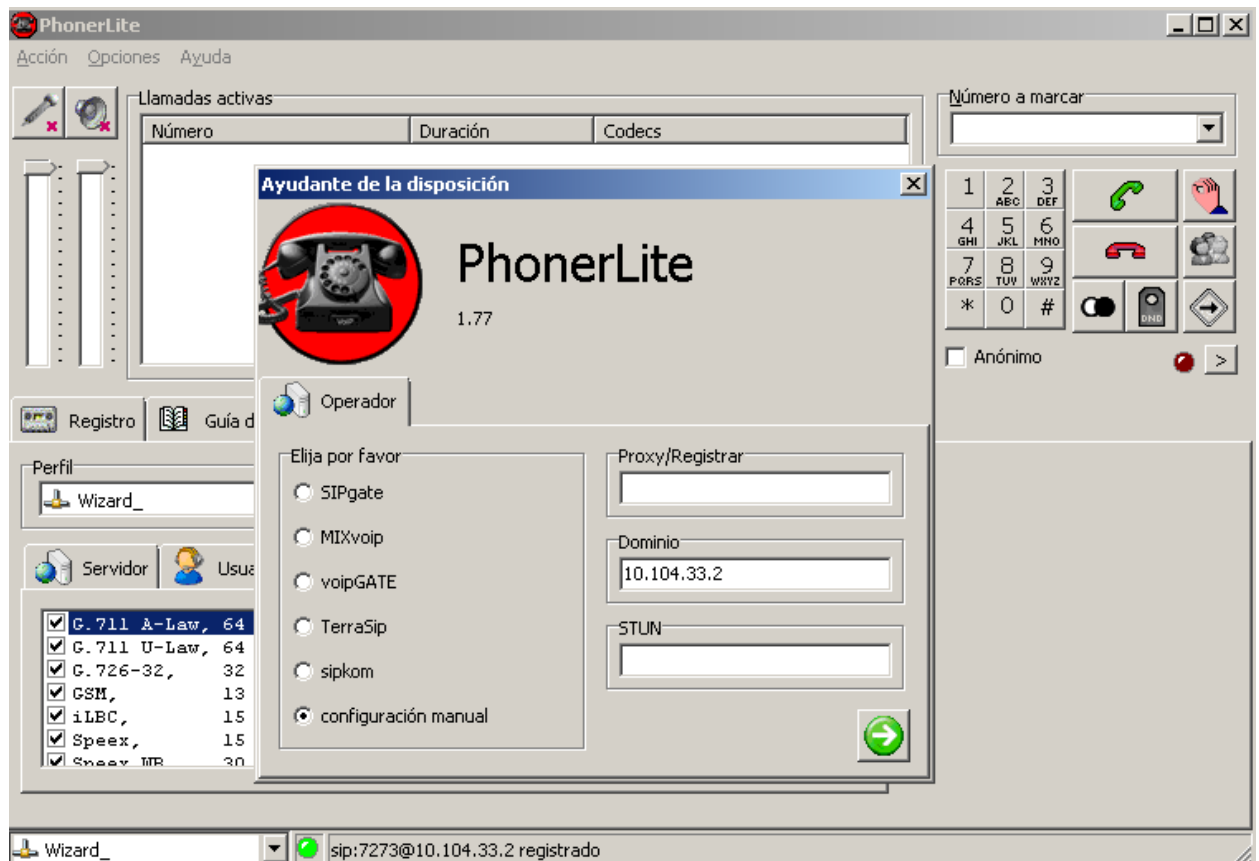 PhonerLite
Acción Opciones Ayuda
Llamadas activas
Número Duración Codecs
Número a marcar
1 2 ABC 3 DEF
4 GHI 5 JKL 6 MNO
7 PQRS 8 TUV 9 WXYZ
* 0 #
DND
Anónimo
>
Ayudante de la disposición
PhonerLite
1.77
VoIP
Operador
Elija por favor
SIPgate
MIXvoip
voipGATE
TerraSip
sipkom
configuración manual
Proxy/Registrar
Dominio
10.104.33.2
STUN
Registro Guía d
Perfil
Wizard_
Servidor Usua
G.711 A-Law, 64
G.711 U-Law, 64
G.726-32, 32
GSM, 13
iLBC, 15
Speex, 15
Speex WB 30
Wizard_ sip:7273@10.104.33.2 registrado